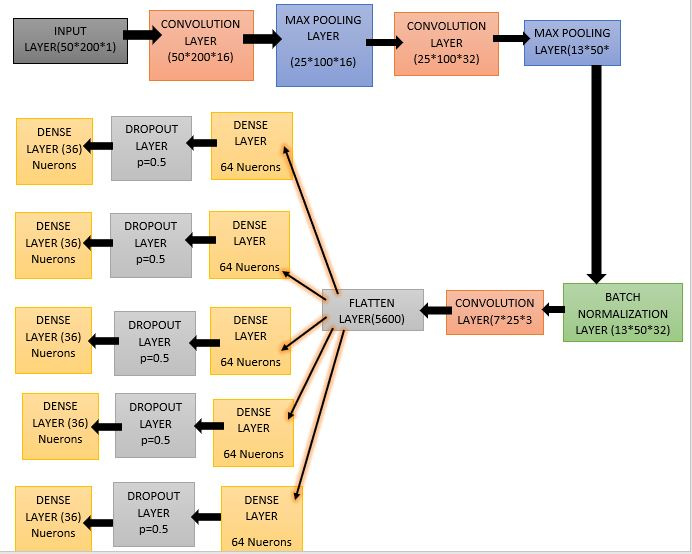 INPUT
LAYER(50*200*1)
CONVOLUTION
LAYER
(50*200*16)
MAX POOLING
LAYER
(25*100*16)
CONVOLUTION
LAYER
(25*100*32)
MAX POOLING
LAYER(13*50*
BATCH
NORMALIZATION
LAYER (13*50*32)
CONVOLUTION
LAYER(7*25*3
FLATTEN
LAYER(5600)
DENSE
LAYER
64 Nuerons
DROPOUT
LAYER
p=0.5
DENSE
LAYER (36)
Nuerons
DENSE
LAYER
64 Nuerons
DROPOUT
LAYER
p=0.5
DENSE
LAYER(36)
Nuerons
DENSE
LAYER
64 Nuerons
DROPOUT
LAYER
p=0.5
DENSE
LAYER (36)
Nuerons
DENSE
LAYER
64 Nuerons
DROPOUT
LAYER
p=0.5
DENSE
LAYER (36)
Nuerons
DENSE
LAYER
64 Nuerons
DROPOUT
LAYER
p=0.5
DENSE
LAYER (36)
Nuerons